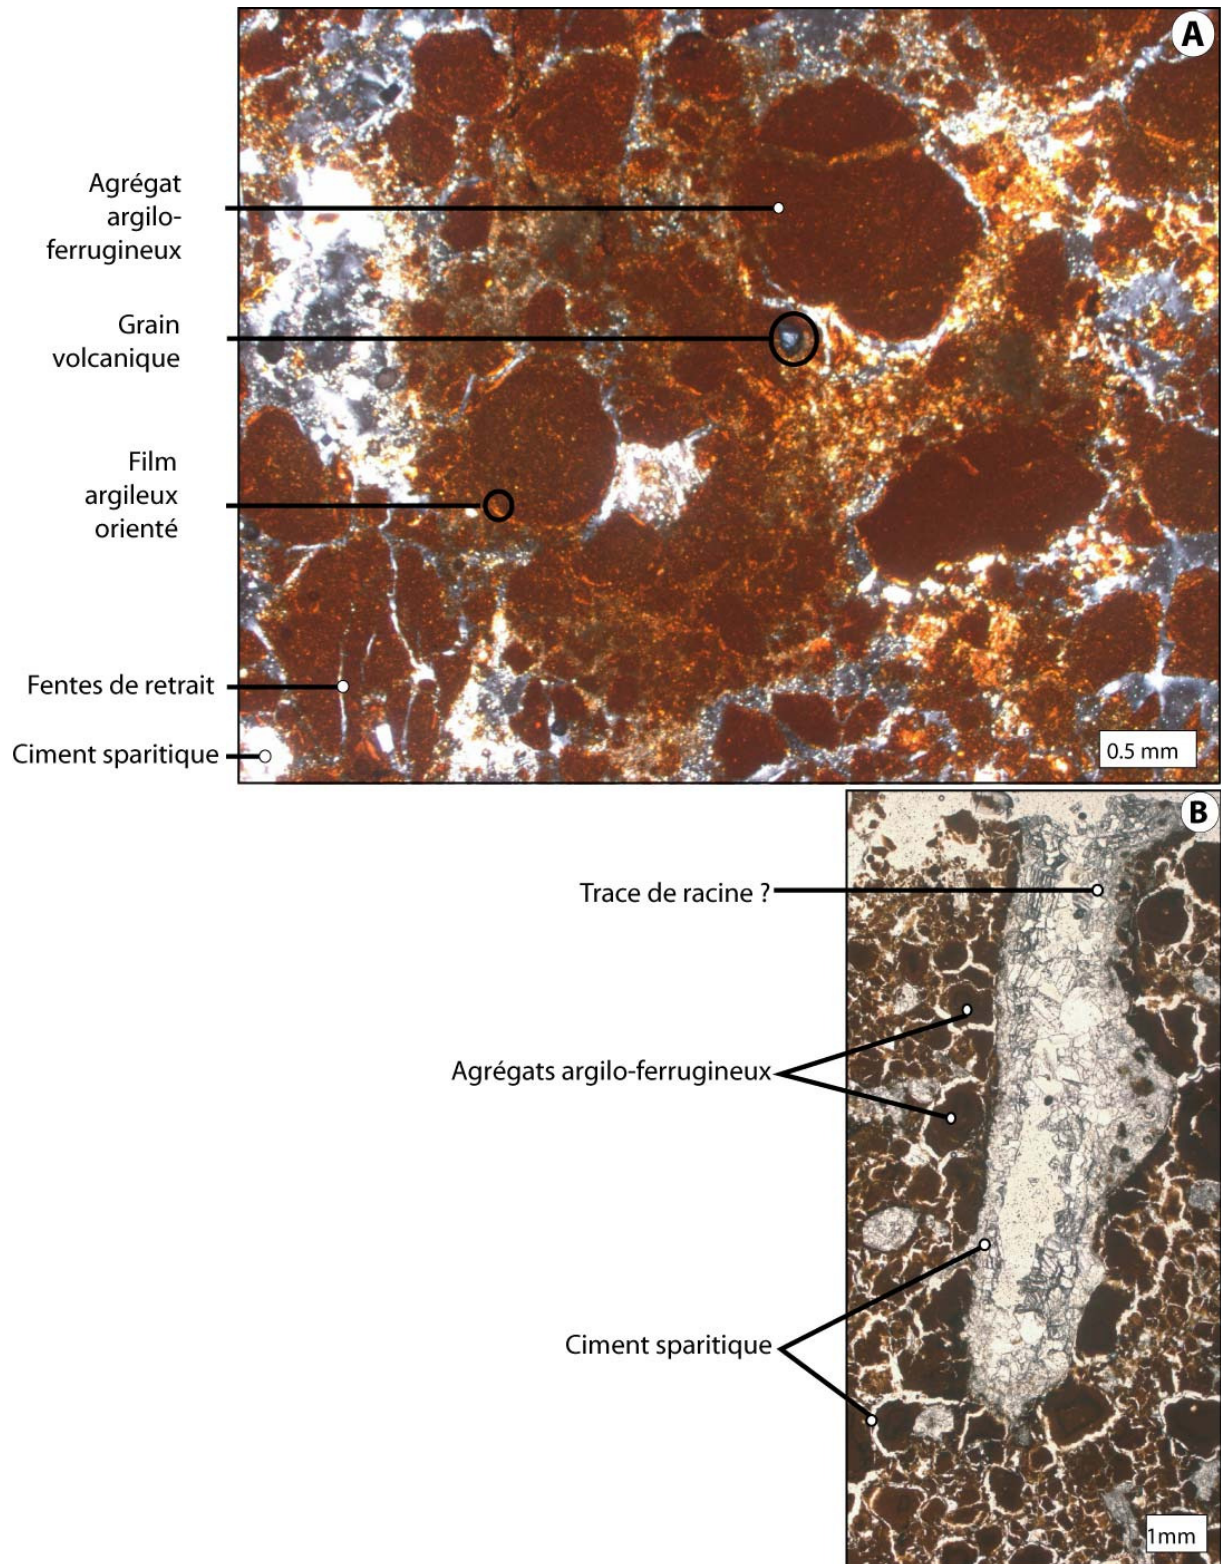 A
Agrégat
argilo-
ferrugineux
Grain
volcanique
Film
argileux
orienté
Fentes de retrait
Ciment sparitique
0.5 mm
B
Trace de racine ?
Agrégats argilo-ferrugineux
Ciment sparitique
1mm